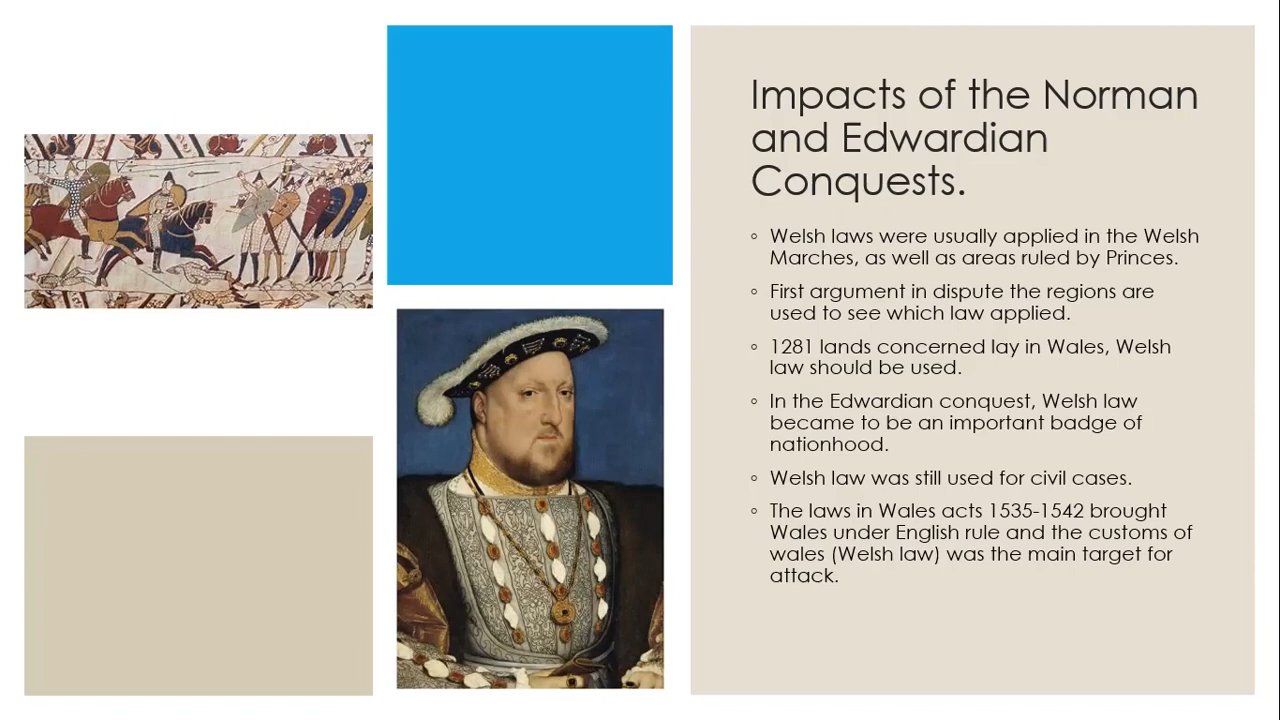 Impacts of the Norman
and Edwardian
Conquests.
◦ Welsh laws were usually applied in the Welsh
Marches, as well as areas ruled by Princes.
◦ First argument in dispute the regions are
used to see which law applied.
◦ 1281 lands concerned lay in Wales, Welsh
law should be used.
◦ In the Edwardian conquest, Welsh law
became to be an important badge of
nationhood.
◦ Welsh law was still used for civil cases.
◦ The laws in Wales acts 1535-1542 brought
Wales under English rule and the customs of
wales (Welsh law) was the main target for
attack.